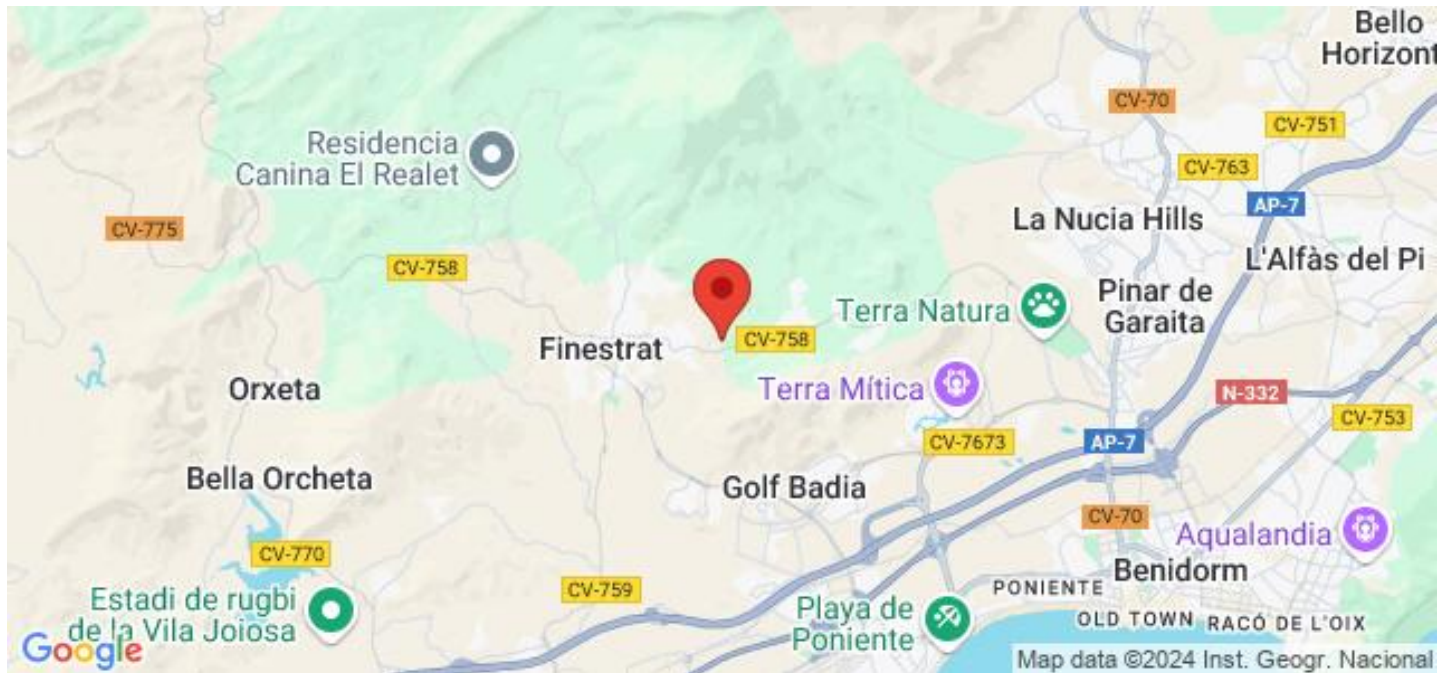 Bello
Horizont
CV-70
CV-751
Residencia
Canina El Realet
CV-763
AP-7
La Nucia Hills
CV-775
L'Alfàs del Pi
CV-758
Pinar de
Garaita
Terra Natura
CV-758
Finestrat
Orxeta
Terra Mítica
N-332
CV-753
CV-7673
AP-7
Bella Orcheta
Golf Badia
CV-70
Aqualandia
CV-770
Benidorm
CV-759
PONIENTE
Estadi de rugbi
de la Vila Joiosa
Playa de
Poniente
OLD TOWN
RACÓ DE L'OIX
Google
Map data ©2024 Inst. Geogr. Nacional